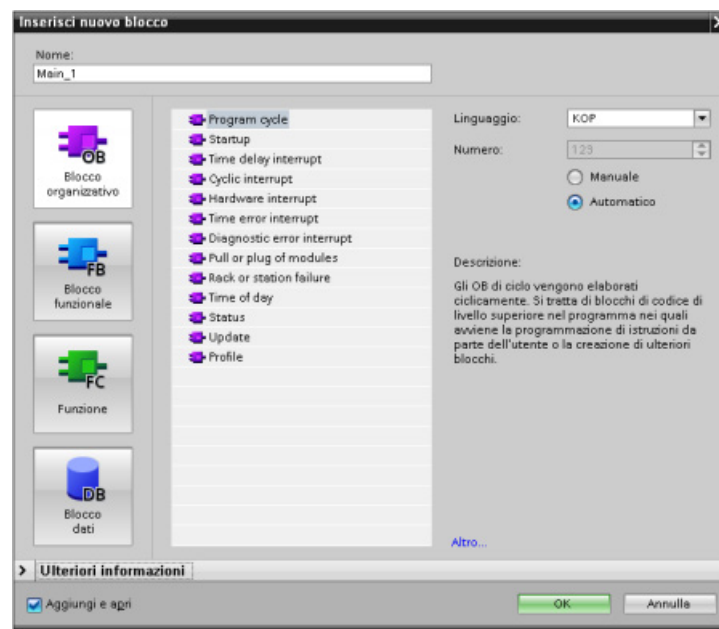 Inserisci nuovo blocco
Nome:
Main_1
OB
Blocco
organizzativo
FB
Blocco
funzionale
FC
Funzione
DB
Blocco
dati
Program cycle
Startup
Time delay interrupt
Cyclic interrupt
Hardware interrupt
Time error interrupt
Diagnostic error interrupt
Pull or plug of modules
Rack or station failure
Time of day
Status
Update
Profile
Linguaggio: KOP
Numero: 123
Manuale
Automatico
Descrizione:
Gli OB di ciclo vengono elaborati
ciclicamente. Si tratta di blocchi di codice di
livello superiore nel programma nei quali
avviene la programmazione di istruzioni da
parte dell'utente o la creazione di ulteriori
blocchi.
Altro...
Ulteriori informazioni
Aggiungi e apri
OK Annulla